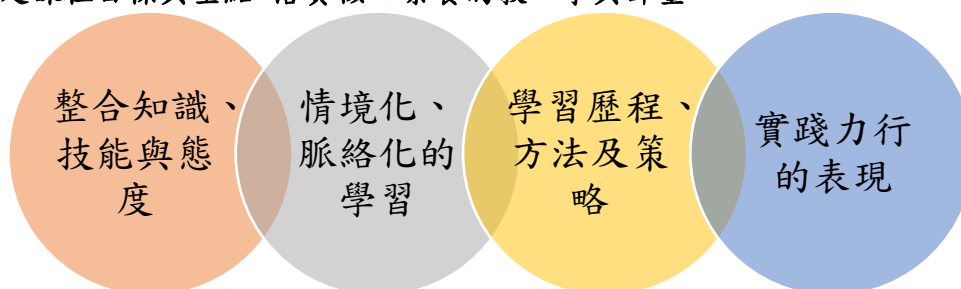 整合知識、
技能與態
度
情境化、
脈絡化的
學習
學習歷程、
方法及策
略
實踐力行
的表現